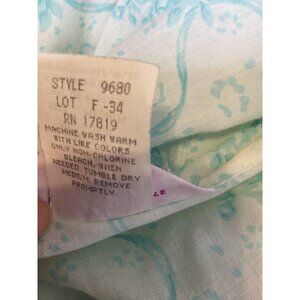 STYLE 9680
LOT F-34
RN 17819
MACHINE WASH WARM
WITH LIKE COLORS
ONLY NON-CHLORINE
BLEACH, WHEN
NEEDED TUMBLE DRY
MEDIUM, REMOVE
PROMPTLY.